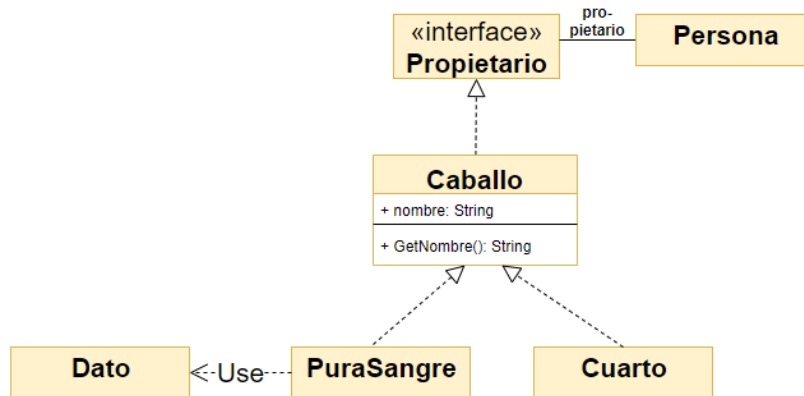 «interface»
Propietario
pro-
pietario
Persona
Caballo
+ nombre: String
+ GetNombre(): String
Dato
Use
PuraSangre
Cuarto